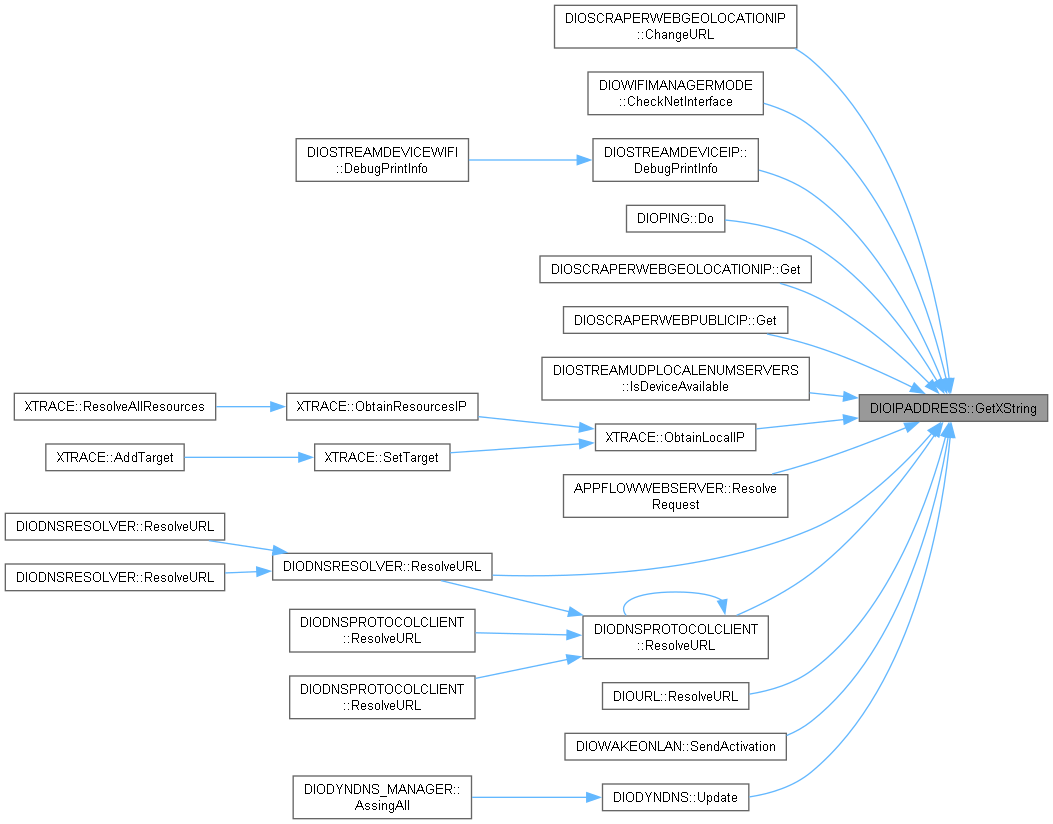 DIOSCRAPERWEBGEOLOCATIONIP
::ChangeURL
DIOWIFIMANAGERMODE
::CheckNetInterface
DIOSTREAMDEVICEWIFI
::DebugPrintInfo
DIOSTREAMDEVICEIP::
DebugPrintInfo
DIOPING::Do
DIOSCRAPERWEBGEOLOCATIONIP::Get
DIOSCRAPERWEBPUBLICIP::Get
DIOSTREAMUDPLOCALENUMSERVERS
::IsDeviceAvailable
XTRACE::ResolveAllResources
XTRACE::ObtainResourcesIP
DIOIPADDRESS::GetXString
XTRACE::ObtainLocalIP
XTRACE::AddTarget
XTRACE::SetTarget
APPFLOWWEBSERVER::Resolve
Request
DIODNSRESOLVER::ResolveURL
DIODNSRESOLVER::ResolveURL
DIODNSRESOLVER::ResolveURL
DIODNSPROTOCOLCLIENT
::ResolveURL
DIODNSPROTOCOLCLIENT
::ResolveURL
DIODNSPROTOCOLCLIENT
::ResolveURL
DIOURL::ResolveURL
DIOWAKEONLAN::SendActivation
DIODYNDNS_MANAGER::
AssingAll
DIODYNDNS::Update